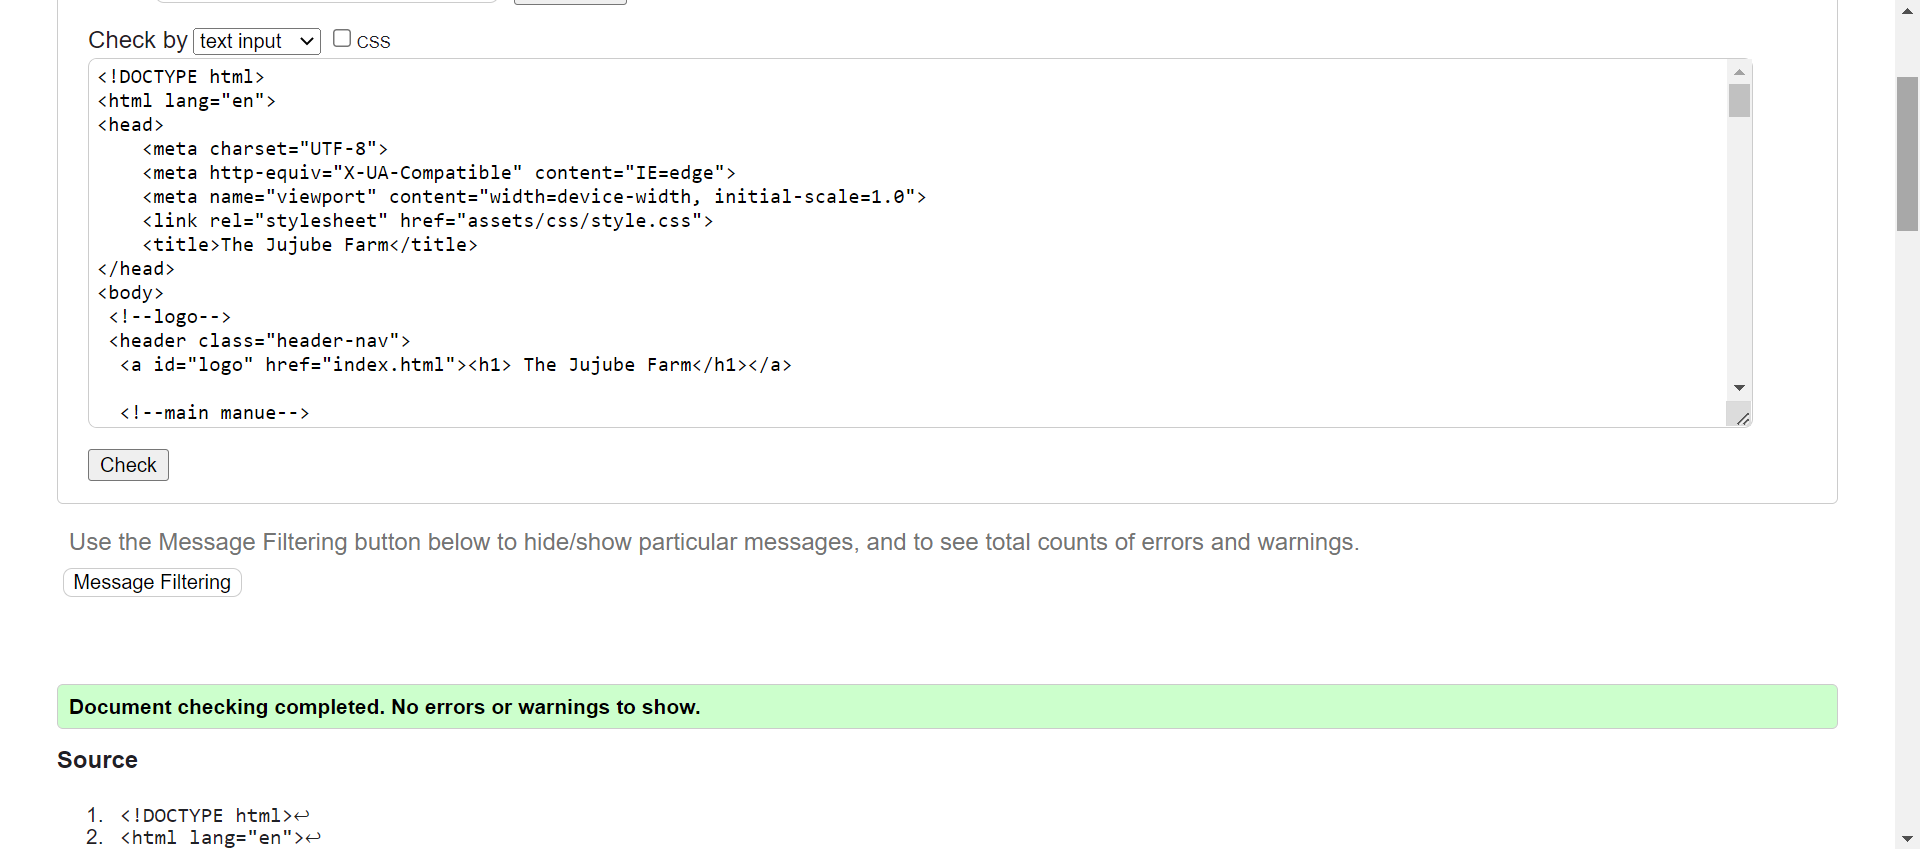 Check by text input CSS
<!DOCTYPE html>
<html lang="en">
<head>
    <meta charset="UTF-8">
    <meta http-equiv="X-UA-Compatible" content="IE=edge">
    <meta name="viewport" content="width=device-width, initial-scale=1.0">
    <link rel="stylesheet" href="assets/css/style.css">
    <title>The Jujube Farm</title>
</head>
<body>
 <!--logo-->
 <header class="header-nav">
  <a id="logo" href="index.html"><h1> The Jujube Farm</h1></a>
  <!--main manue-->
Check
Use the Message Filtering button below to hide/show particular messages, and to see total counts of errors and warnings.
Message Filtering
Document checking completed. No errors or warnings to show.
Source
1. <!DOCTYPE html>↩
2. <html lang="en">↩